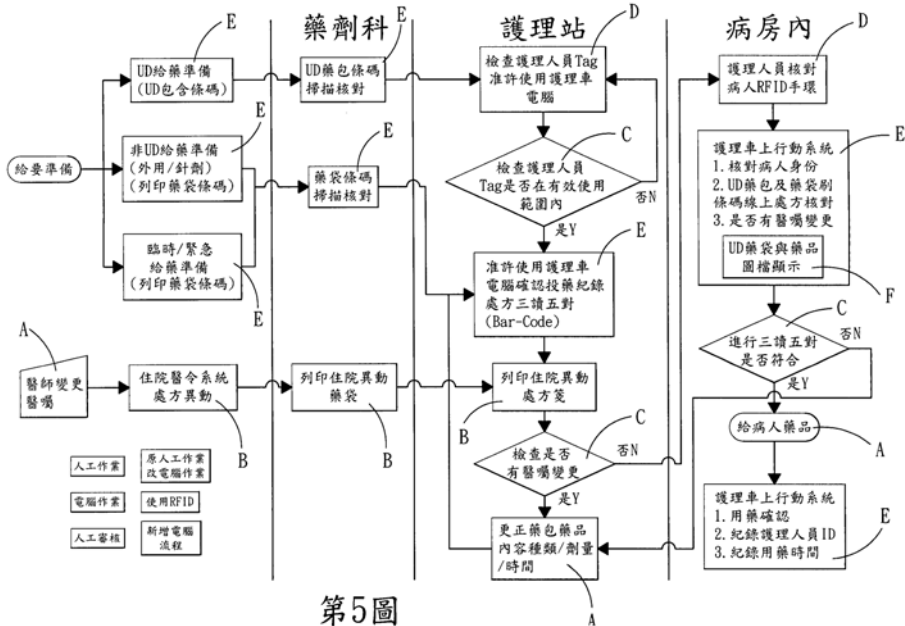 藥劑科
護理站
病房內
E
UD給藥準備
(UD包含條碼)
E
UD藥包條碼
掃描核對
D
檢查護理人員Tag
准許使用護理車
電腦
D
護理人員核對
病人RFID手環
給要準備
E
非UD給藥準備
(外用/針劑)
(列印藥袋條碼)
E
藥袋條碼
掃描核對
C
檢查護理人員
Tag是否在有效使用
範圍內
否N
是Y
E
護理車上行動系統
1. 核對病人身份
2. UD藥包及藥袋刷
條碼線上處方核對
3. 是否有醫囑變更
UD藥袋與藥品
圖檔顯示
F
臨時/緊急
給藥準備
(列印藥袋條碼)
E
E
准許使用護理車
電腦確認投藥紀錄
處方三讀五對
(Bar-Code)
C
進行三讀五對
是否符合
否N
是Y
A
醫師變更
醫囑
住院醫令系統
處方異動
B
列印住院異動
藥袋
B
列印住院異動
處方箋
B
給病人藥品
A
C
檢查是否
有醫囑變更
否N
是Y
人工作業
原人工作業
改電腦作業
電腦作業
使用RFID
人工審核
新增電腦
流程
更正藥包藥品
內容種類/劑量
/時間
A
護理車上行動系統
1. 用藥確認
2. 紀錄護理人員ID
3. 紀錄用藥時間
E
第5圖